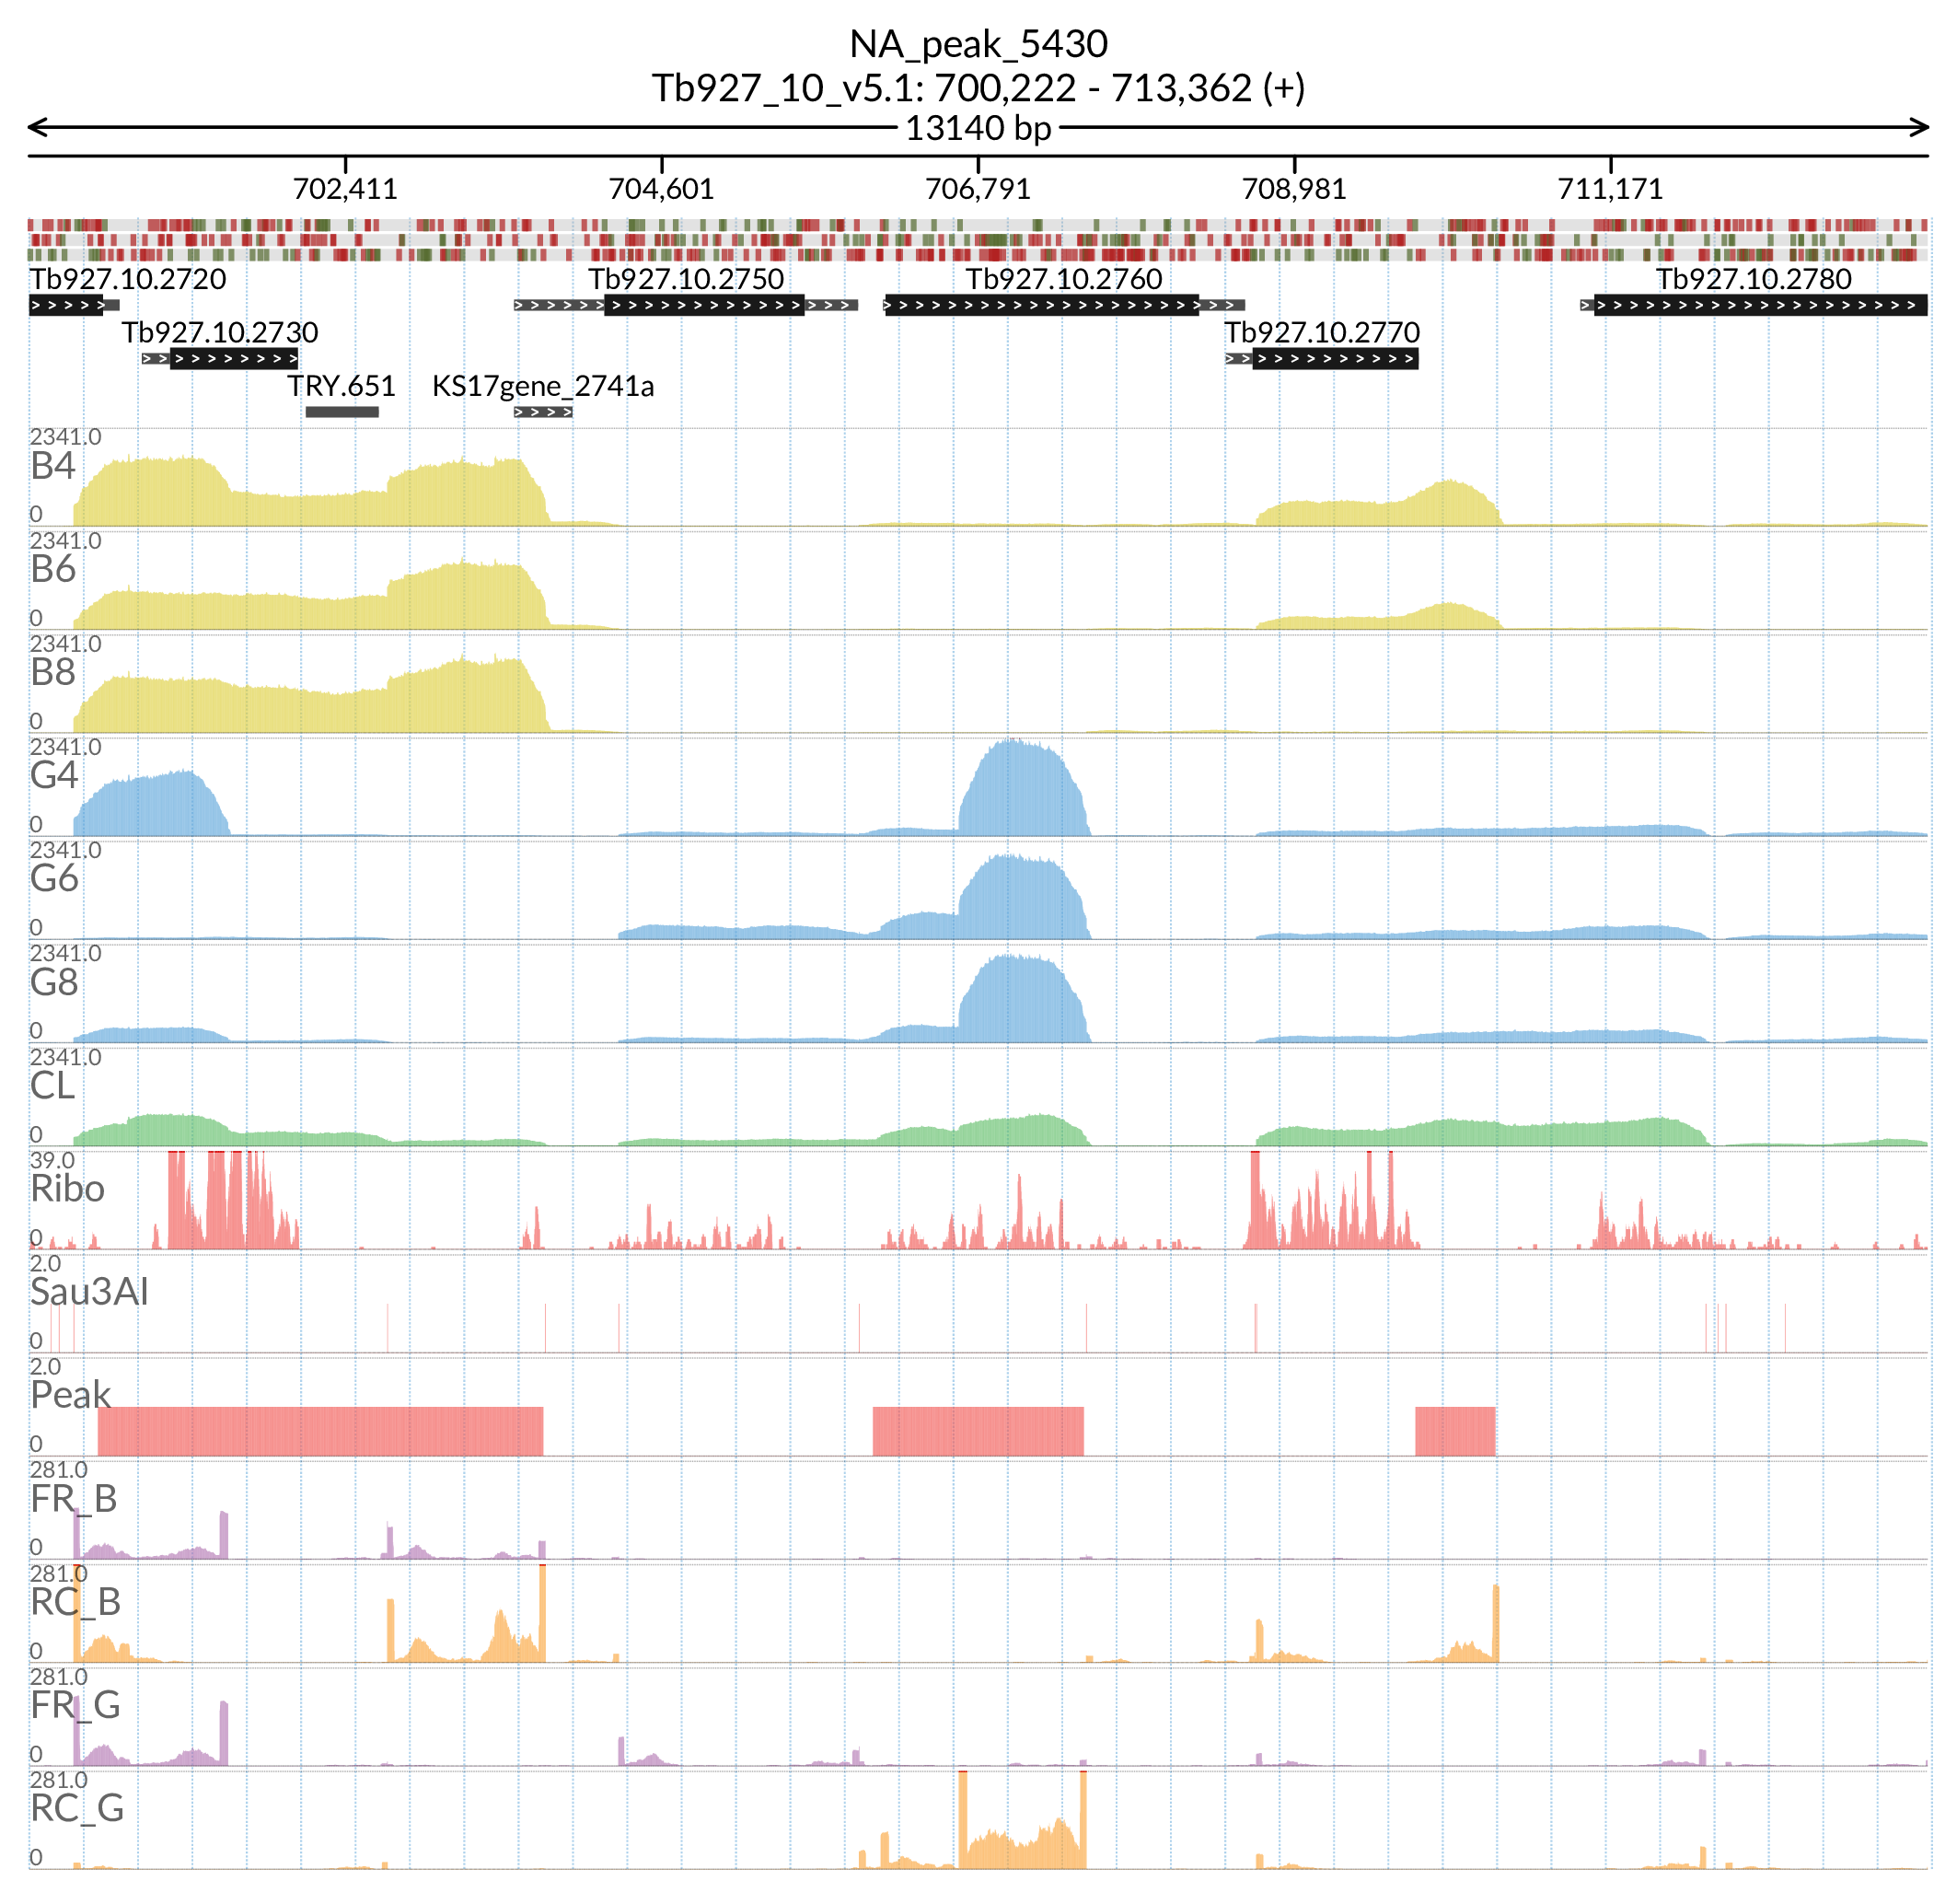 NA_peak_5430
Tb927_10_v5.1: 700,222 - 713,362 (+)
13140 bp
702,411 704,601 706,791 708,981 711,171
Tb927.10.2720 Tb927.10.2750 Tb927.10.2760 Tb927.10.2780
Tb927.10.2730 Tb927.10.2770
TRY.651 KS17gene_2741a
2341.0
B4
0
2341.0
B6
0
2341.0
B8
0
2341.0
G4
0
2341.0
G6
0
2341.0
G8
0
2341.0
CL
0
39.0
Ribo
0
2.0
Sau3AI
0
2.0
Peak
0
281.0
FR_B
0
281.0
RC_B
0
281.0
FR_G
0
281.0
RC_G
0